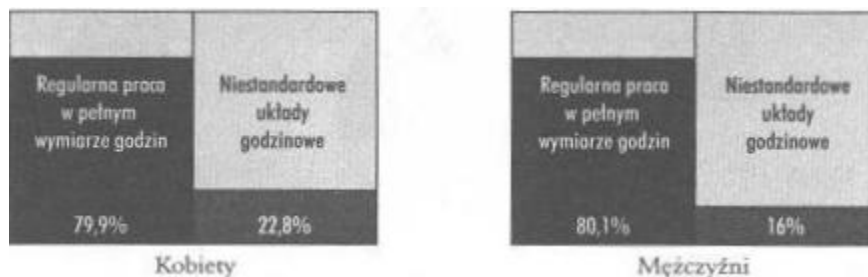 Regularna praca
w pełnym
wymiarze godzin
79,9%
Niestandardowe
układy
godzinowe
22,8%
Kobiety
Regularna praca
w pełnym
wymiarze godzin
80,1%
Niestandardowe
układy
godzinowe
16%
Mężczyźni